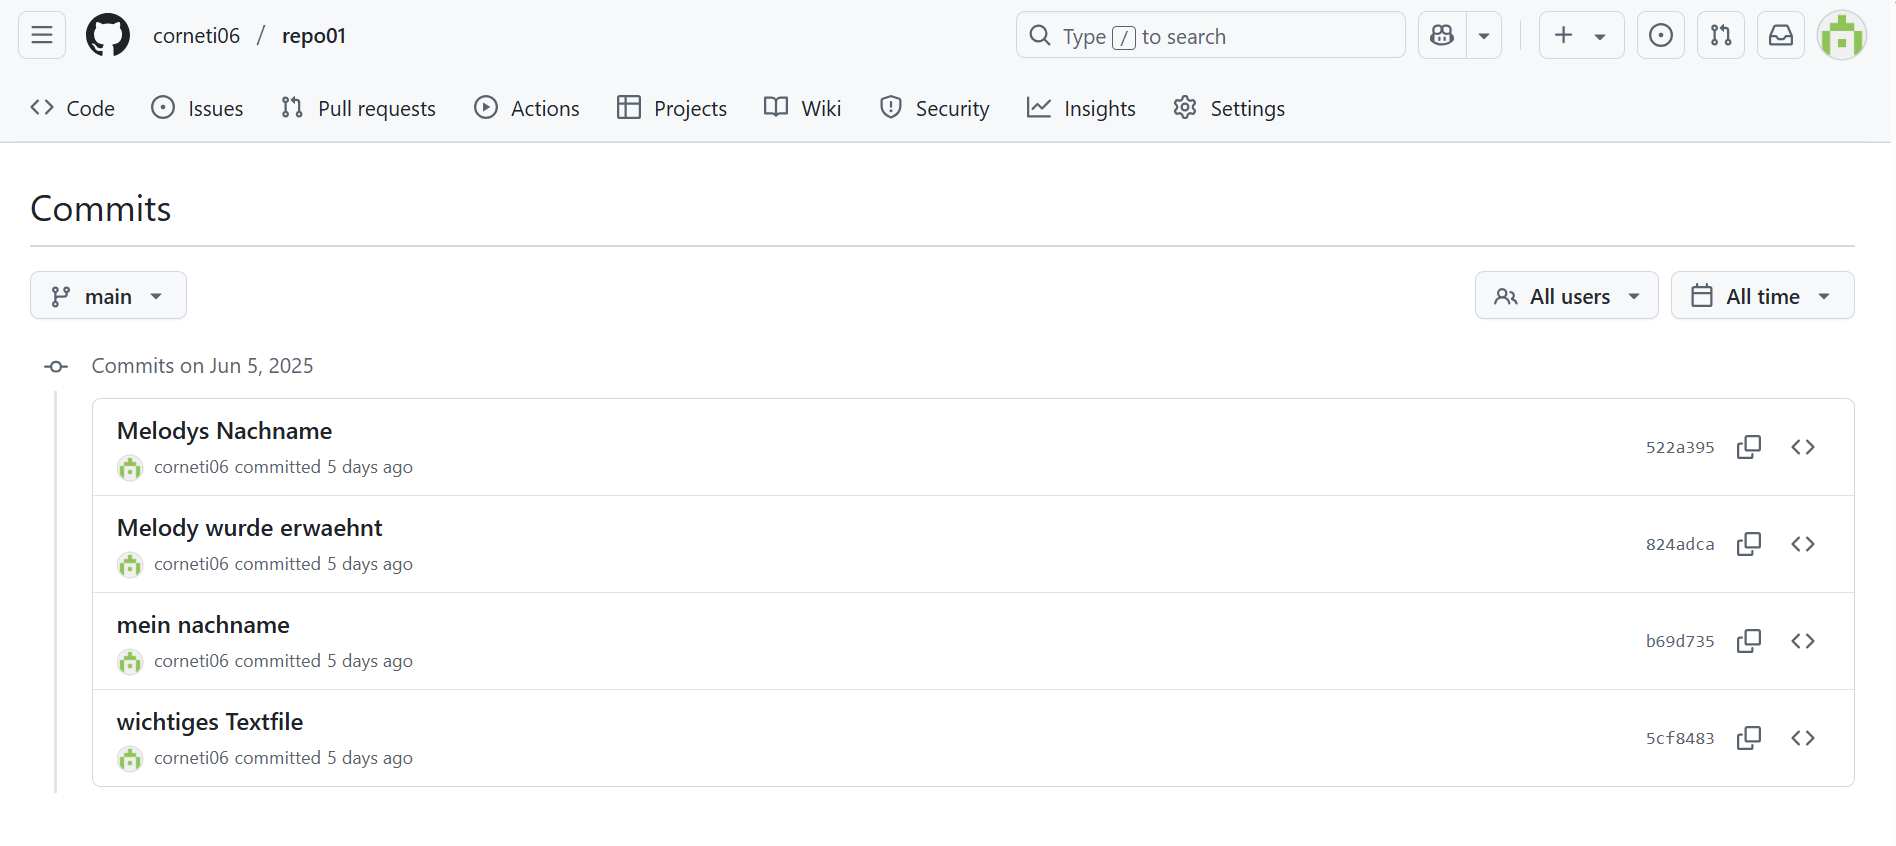 corneti06 / repo01
Type / to search
Code Issues Pull requests Actions Projects Wiki Security Insights Settings
Commits
main
All users All time
Commits on Jun 5, 2025
Melodys Nachname
corneti06 committed 5 days ago
522a395
Melody wurde erwaehnt
corneti06 committed 5 days ago
824adca
mein nachname
corneti06 committed 5 days ago
b69d735
wichtiges Textfile
corneti06 committed 5 days ago
5cf8483